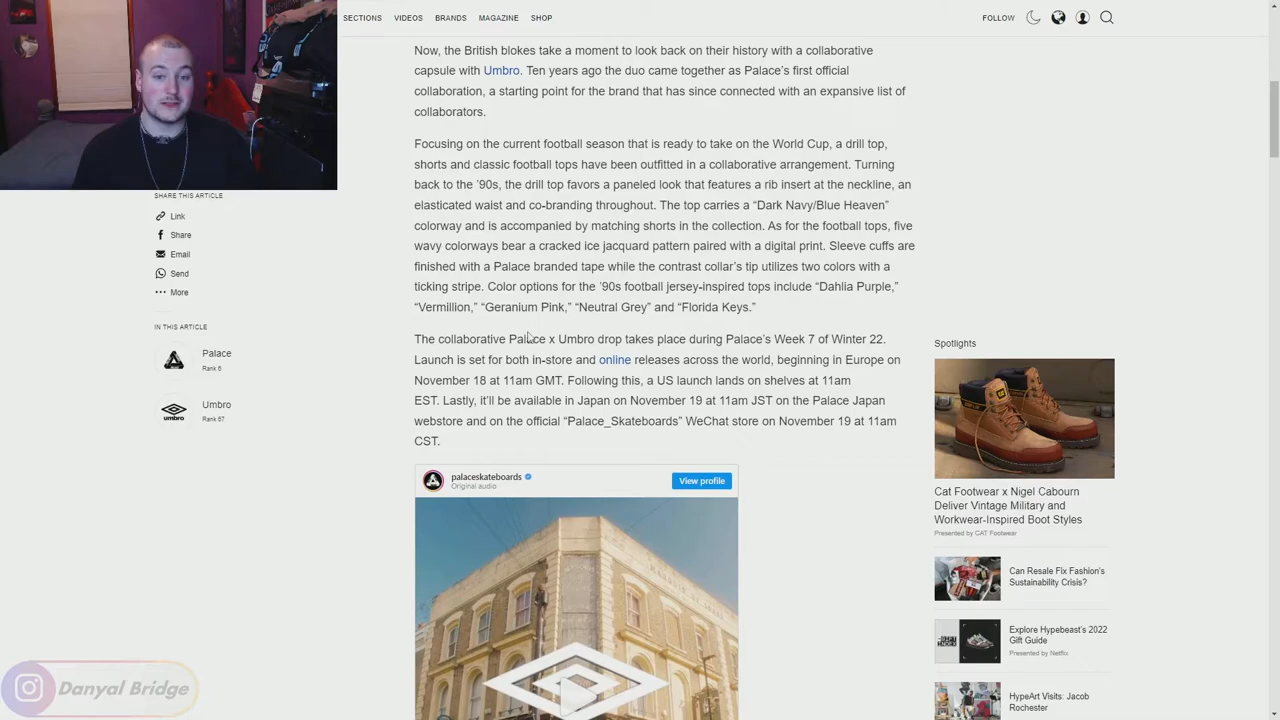 SECTIONS VIDEOS BRANDS MAGAZINE SHOP FOLLOW
Now, the British blokes take a moment to look back on their history with a collaborative
capsule with Umbro. Ten years ago the duo came together as Palace’s first official
collaboration, a starting point for the brand that has since connected with an expansive list of
collaborators.
Focusing on the current football season that is ready to take on the World Cup, a drill top,
shorts and classic football tops have been outfitted in a collaborative arrangement. Turning
back to the ’90s, the drill top favors a paneled look that features a rib insert at the neckline, an
elasticated waist and co-branding throughout. The top carries a “Dark Navy/Blue Heaven”
colorway and is accompanied by matching shorts in the collection. As for the football tops, five
wavy colorways bear a cracked ice jacquard pattern paired with a digital print. Sleeve cuffs are
finished with a Palace branded tape while the contrast collar’s tip utilizes two colors with a
ticking stripe. Color options for the ’90s football jersey-inspired tops include “Dahlia Purple,”
“Vermillion,” “Geranium Pink,” “Neutral Grey” and “Florida Keys.”
The collaborative Palace x Umbro drop takes place during Palace’s Week 7 of Winter 22.
Launch is set for both in-store and online releases across the world, beginning in Europe on
November 18 at 11am GMT. Following this, a US launch lands on shelves at 11am
EST. Lastly, it’ll be available in Japan on November 19 at 11am JST on the Palace Japan
webstore and on the official “Palace_Skateboards” WeChat store on November 19 at 11am
CST.
SHARE THIS ARTICLE
Link
Share
Email
Send
More
IN THIS ARTICLE
Palace
Rank 6
umbro
Umbro
Rank 67
palaceskateboards
Original audio
View profile
Spotlights
Cat Footwear x Nigel Cabourn
Deliver Vintage Military and
Workwear-Inspired Boot Styles
Presented by CAT Footwear
Can Resale Fix Fashion’s
Sustainability Crisis?
Explore Hypebeast’s 2022
Gift Guide
Presented by Netflix
HypeArt Visits: Jacob
Rochester
Danyal Bridge